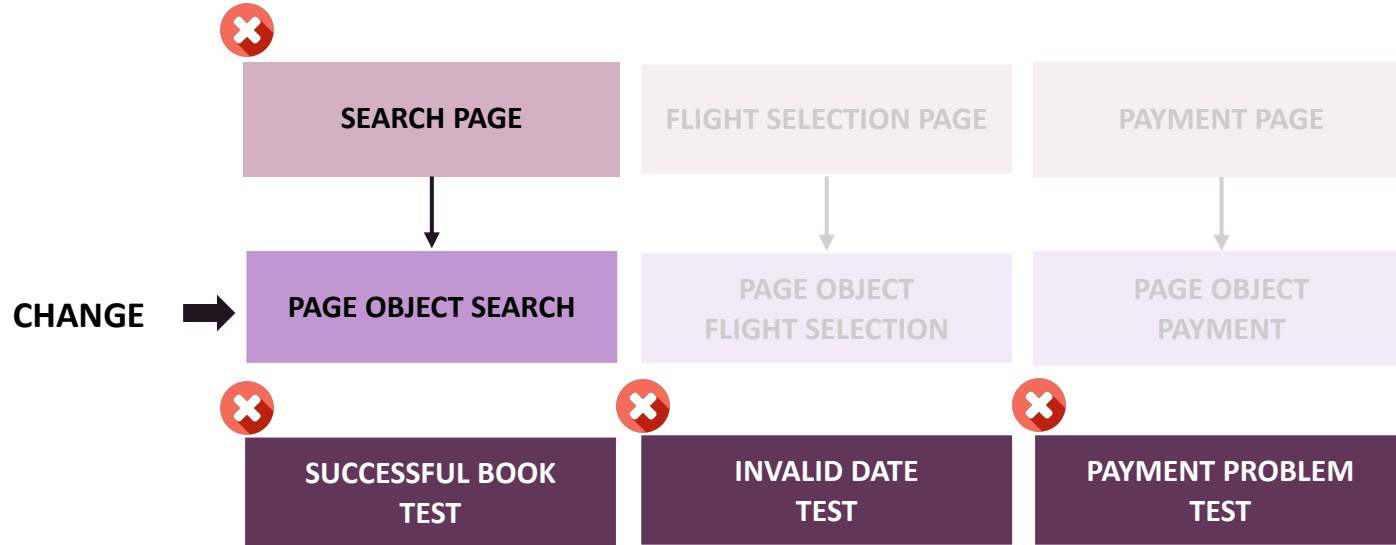 SEARCH PAGE
FLIGHT SELECTION PAGE
PAYMENT PAGE
CHANGE
PAGE OBJECT SEARCH
PAGE OBJECT
FLIGHT SELECTION
PAGE OBJECT
PAYMENT
SUCCESSFUL BOOK
TEST
INVALID DATE
TEST
PAYMENT PROBLEM
TEST